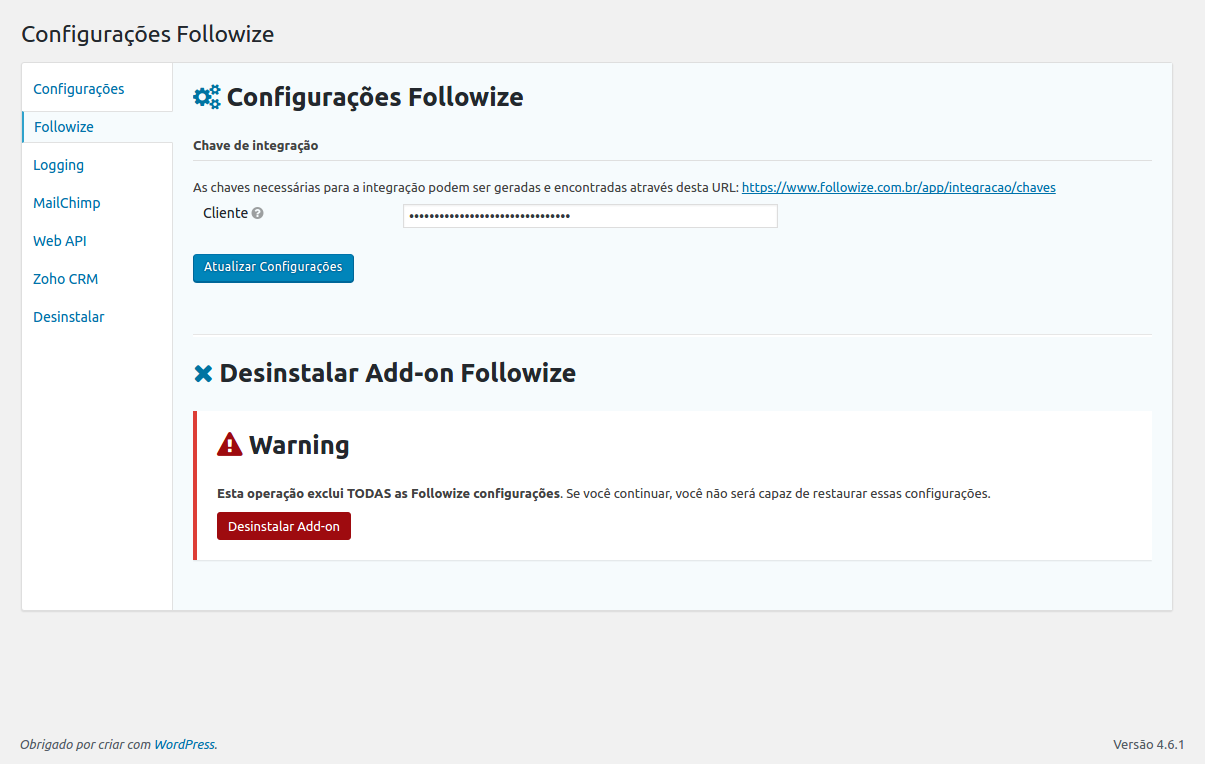 Configurações Followize
Configurações
Followize
Logging
MailChimp
Web API
Zoho CRM
Desinstalar
Configurações Followize
Chave de integração
As chaves necessárias para a integração podem ser geradas e encontradas através desta URL: https://www.followize.com.br/app/integracao/chaves
Cliente
••••••••••••••••••••••••••••••••
Atualizar Configurações
Desinstalar Add-on Followize
Warning
Esta operação exclui TODAS as Followize configurações. Se você continuar, você não será capaz de restaurar essas configurações.
Desinstalar Add-on
Obrigado por criar com WordPress.
Versão 4.6.1